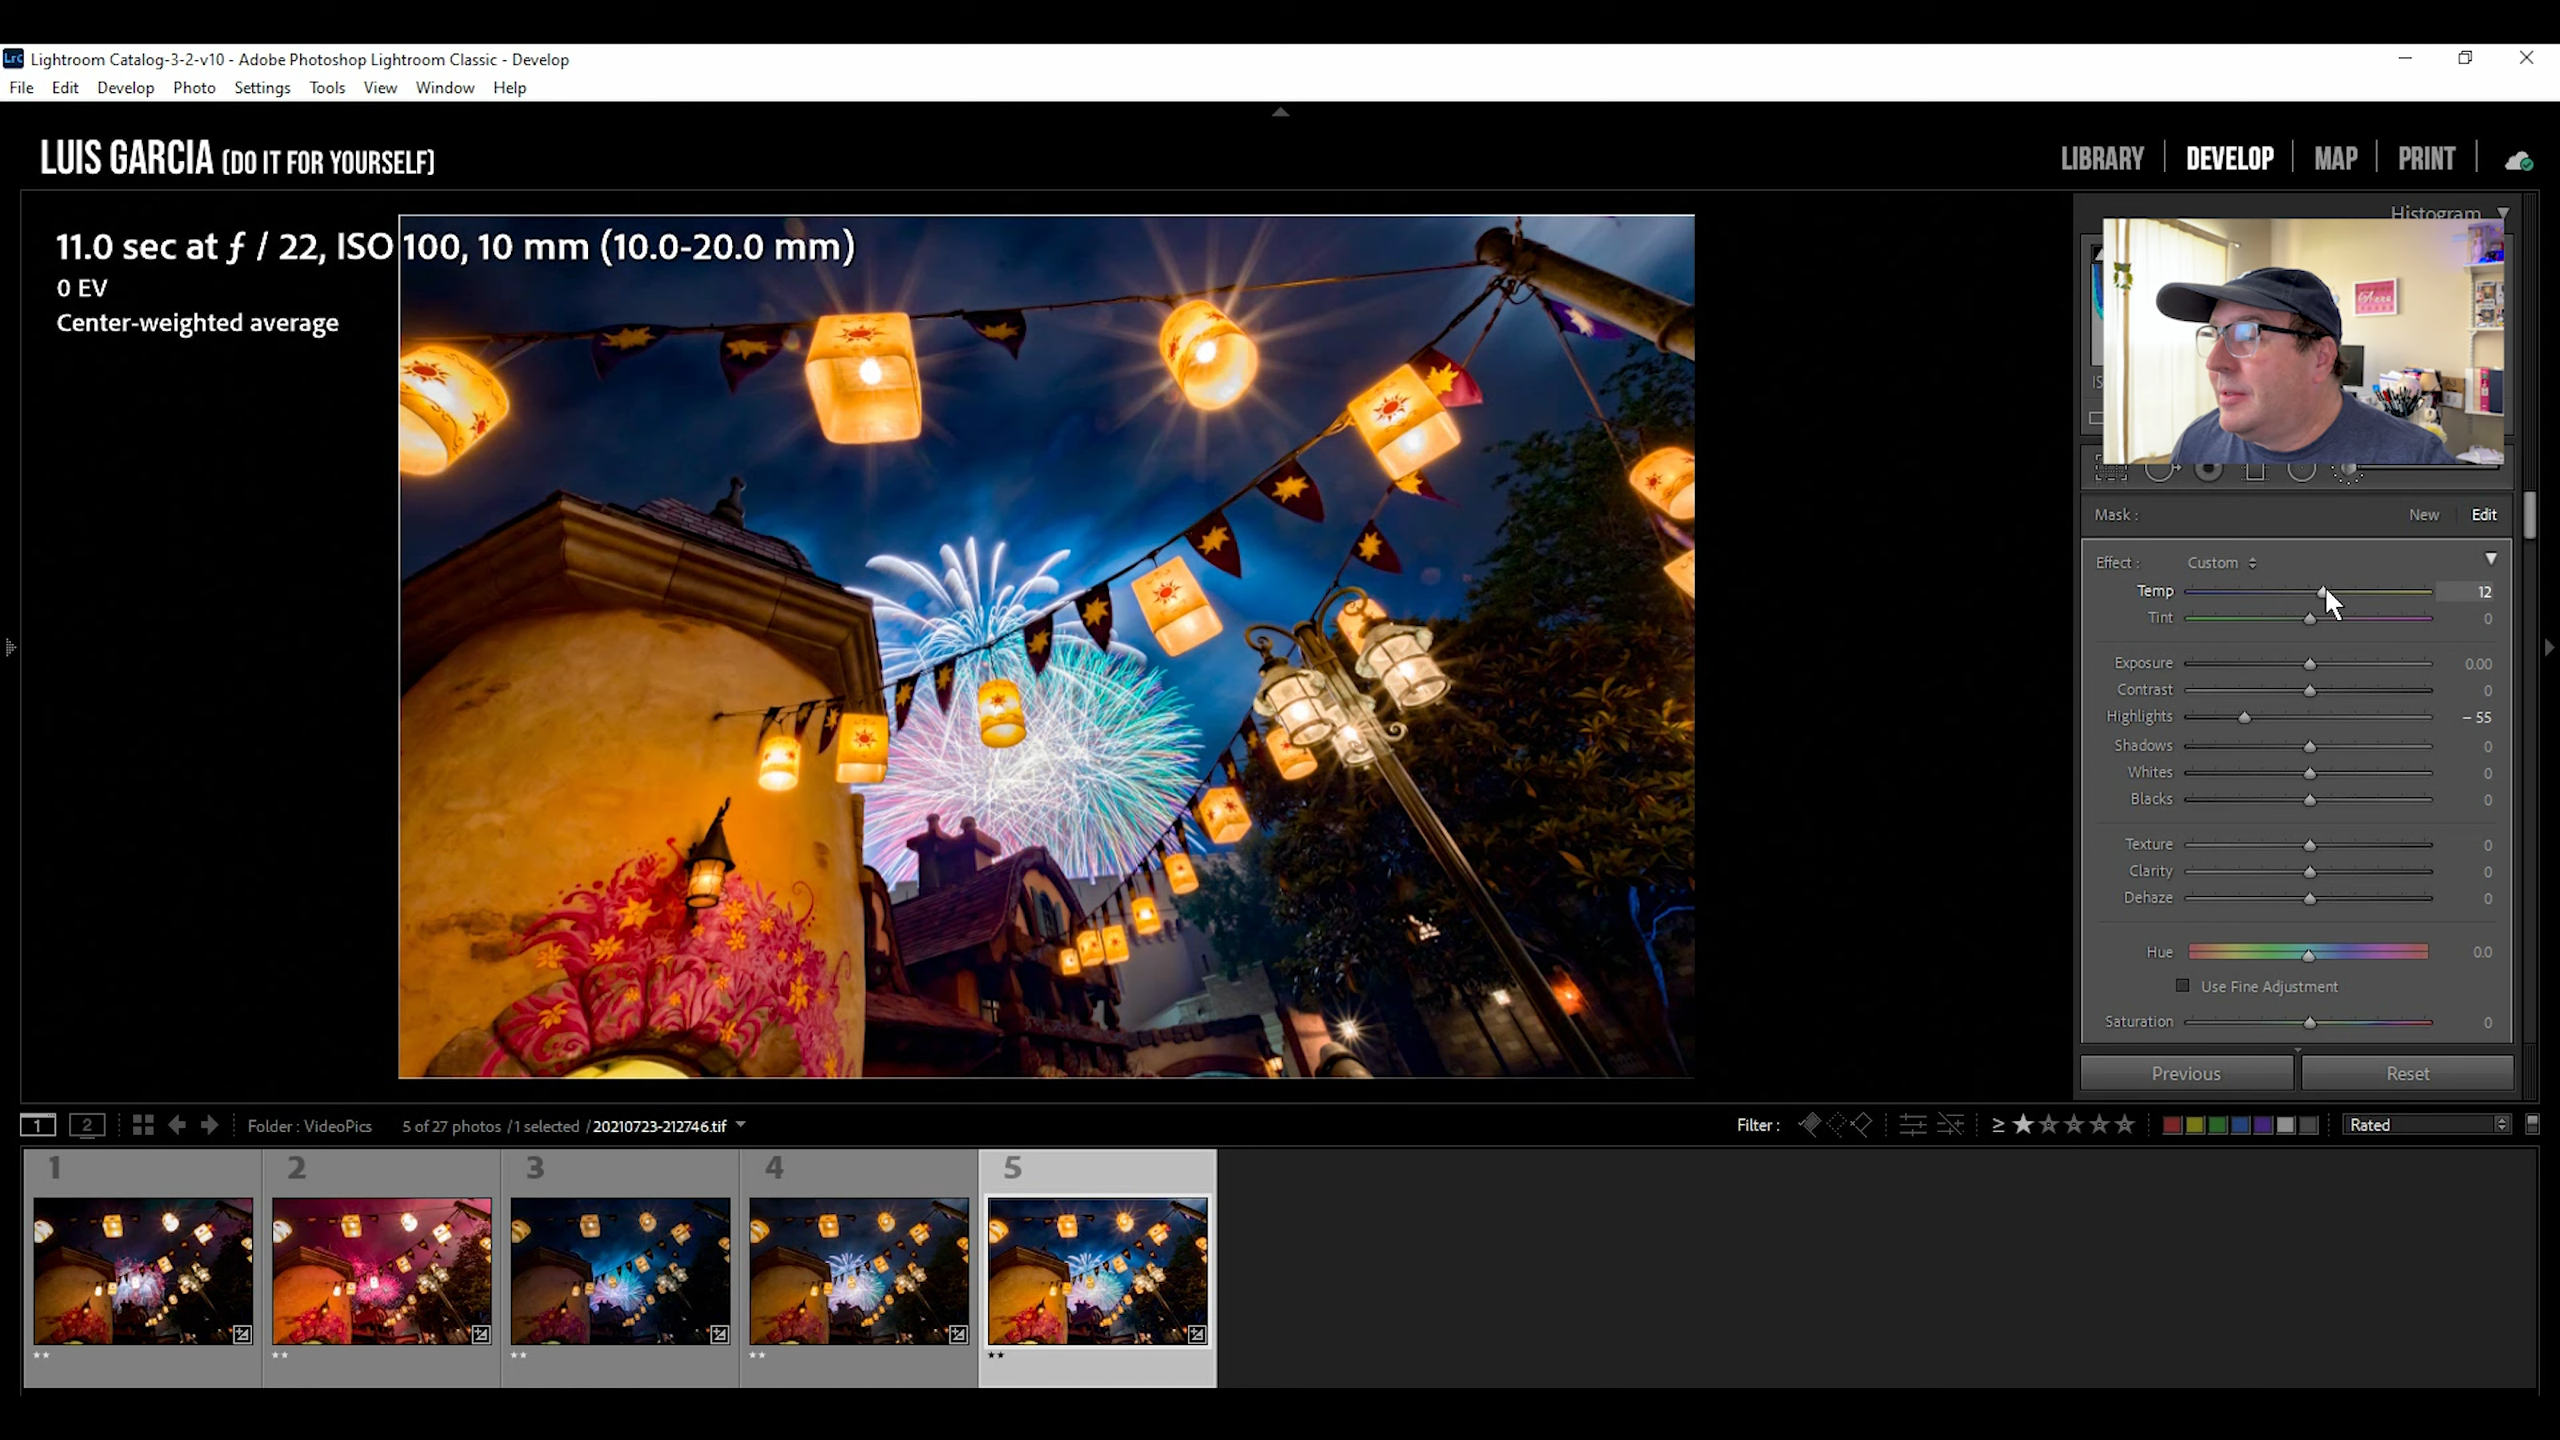 Lrc Lightroom Catalog-3-2-v10 - Adobe Photoshop Lightroom Classic - Develop
File Edit Develop Photo Settings Tools View Window Help
LUIS GARCIA (DO IT FOR YOURSELF)
LIBRARY | DEVELOP | MAP | PRINT |
11.0 sec at ƒ / 22, ISO 100, 10 mm (10.0-20.0 mm)
0 EV
Center-weighted average
Histogram
IS
Mask : New Edit
Effect : Custom
Temp 12
Tint 0
Exposure 0.00
Contrast 0
Highlights – 55
Shadows 0
Whites 0
Blacks 0
Texture 0
Clarity 0
Dehaze 0
Hue 0.0
Use Fine Adjustment
Saturation 0
Previous Reset
1 2 Folder : VideoPics 5 of 27 photos / 1 selected / 20210723-212746.tif Filter : ≥ Rated
1 2 3 4 5